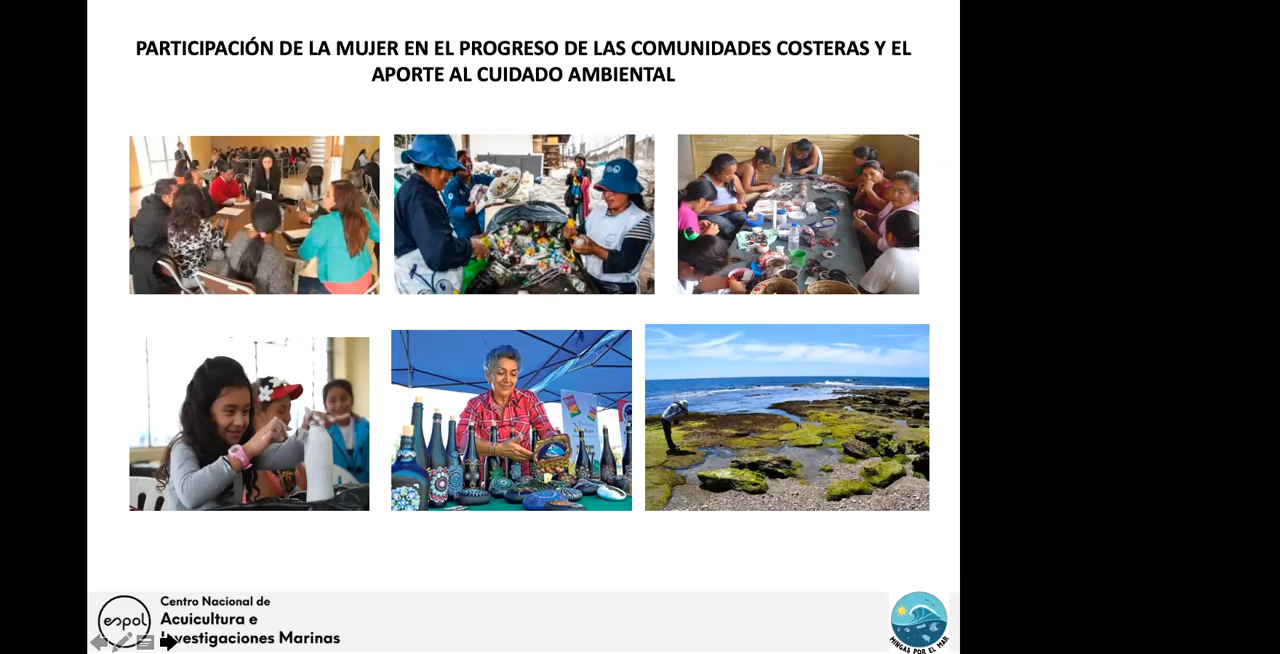 PARTICIPACIÓN DE LA MUJER EN EL PROGRESO DE LAS COMUNIDADES COSTERAS Y EL
APORTE AL CUIDADO AMBIENTAL
espol
Centro Nacional de
Acuicultura e
Investigaciones Marinas
MINGAS POR EL MAR